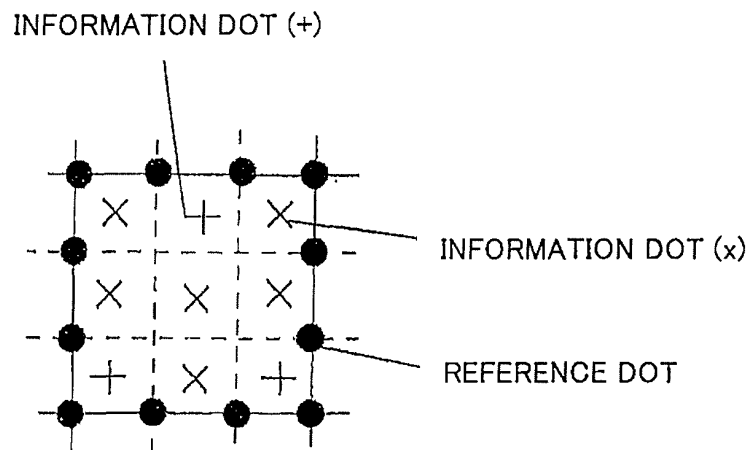 INFORMATION DOT (+)
INFORMATION DOT (x)
REFERENCE DOT